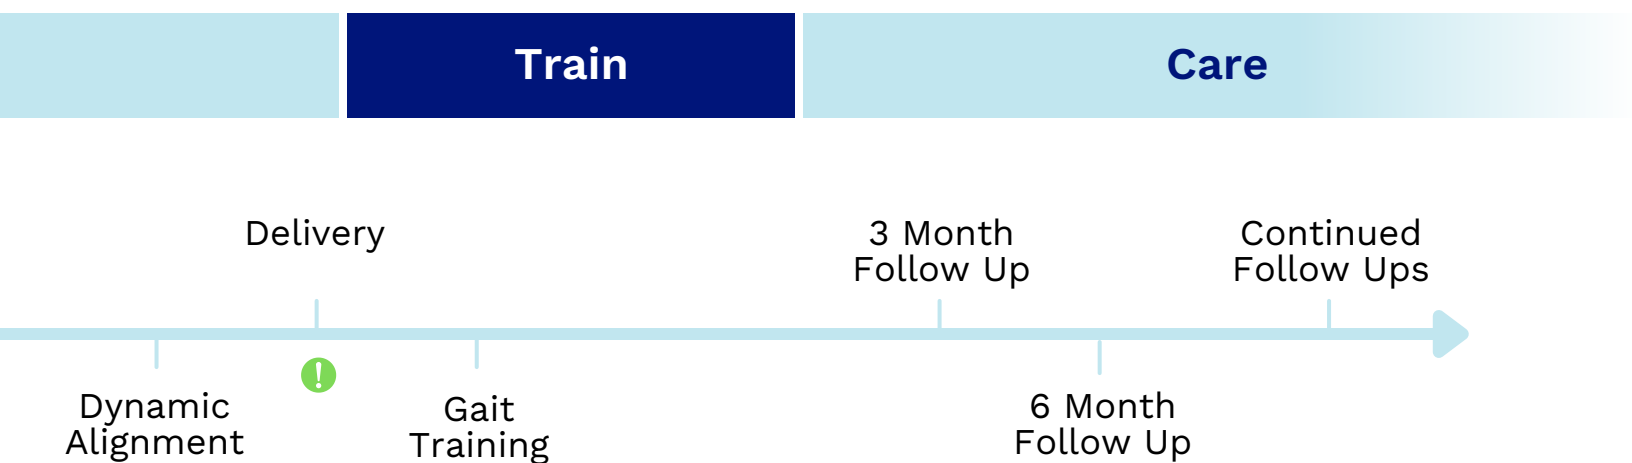 Train
Care
Delivery
3 Month
Follow Up
Continued
Follow Ups
!
Dynamic
Alignment
Gait
Training
6 Month
Follow Up